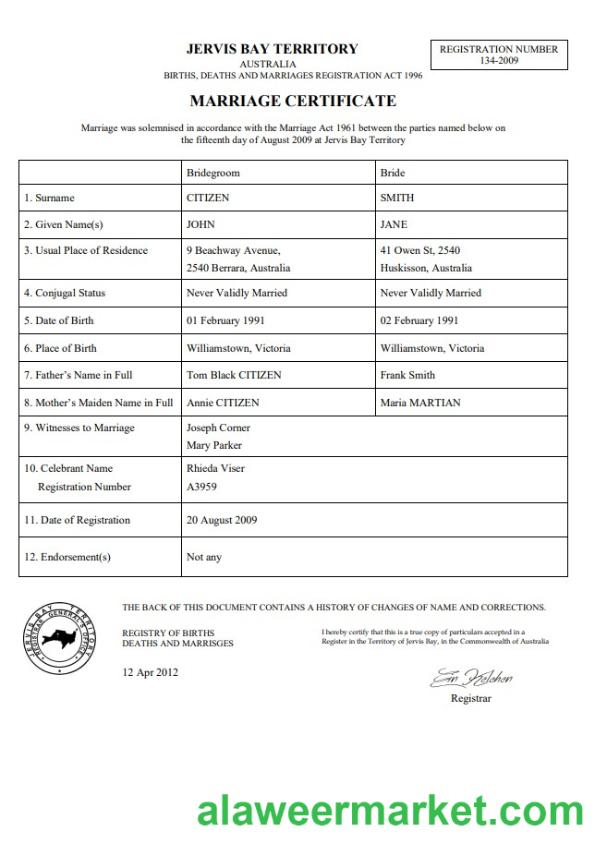 JERVIS BAY TERRITORY
AUSTRALIA
BIRTHS, DEATHS AND MARRIAGES REGISTRATION ACT 1996
REGISTRATION NUMBER
134-2009
MARRIAGE CERTIFICATE
Marriage was solemnised in accordance with the Marriage Act 1961 between the parties named below on
the fifteenth day of August 2009 at Jervis Bay Territory
Bridegroom Bride
1. Surname CITIZEN SMITH
2. Given Name(s) JOHN JANE
3. Usual Place of Residence 9 Beachway Avenue, 41 Owen St, 2540
2540 Berrara, Australia Huskisson, Australia
4. Conjugal Status Never Validly Married Never Validly Married
5. Date of Birth 01 February 1991 02 February 1991
6. Place of Birth Williamstown, Victoria Williamstown, Victoria
7. Father's Name in Full Tom Black CITIZEN Frank Smith
8. Mother's Maiden Name in Full Annie CITIZEN Maria MARTIAN
9. Witnesses to Marriage Joseph Corner
Mary Parker
10. Celebrant Name Rhieda Viser
Registration Number A3959
11. Date of Registration 20 August 2009
12. Endorsement(s) Not any
JERVIS BAY TERRITORY
REGISTRAR GENERAL'S OFFICE
THE BACK OF THIS DOCUMENT CONTAINS A HISTORY OF CHANGES OF NAME AND CORRECTIONS.
REGISTRY OF BIRTHS
DEATHS AND MARRISGES
I hereby certify that this is a true copy of particulars accepted in a
Register in the Territory of Jervis Bay, in the Commonwealth of Australia
12 Apr 2012
Registrar
alaweermarket.com